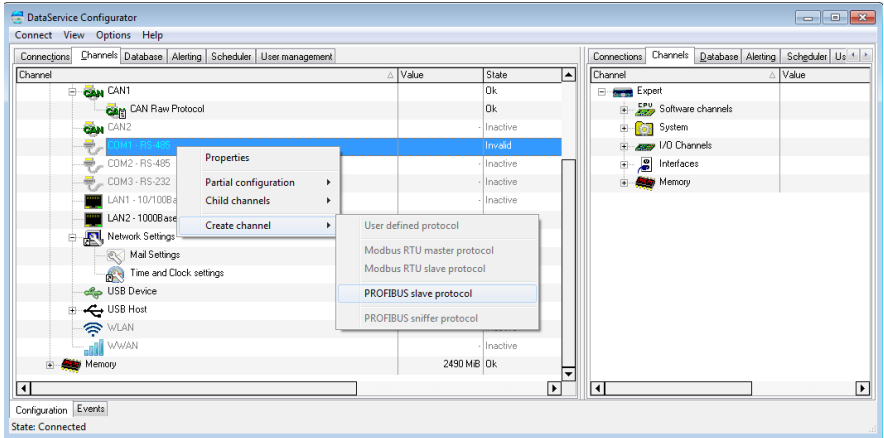 DataService Configurator
Connect View Options Help
Connections Channels Database Alerting Scheduler User management
Channel Value State
CAN1 Ok
CAN Raw Protocol Ok
CAN2 - Inactive
COM1 - RS-485 Invalid
COM2 - RS-485 - Inactive
COM3 - RS-232 - Inactive
LAN1 - 10/100Ba
LAN2 - 1000Base
Network Settings
Mail Settings
Time and Clock settings
USB Device
USB Host
WLAN
WWAN - Inactive
Memory 2490 MiB Ok
Properties
Partial configuration
Child channels
Create channel
User defined protocol
Modbus RTU master protocol
Modbus RTU slave protocol
PROFIBUS slave protocol
PROFIBUS sniffer protocol
Connections Channels Database Alerting Scheduler Us
Channel Value
Expert
Software channels
System
I/O Channels
Interfaces
Memory
Configuration Events
State: Connected